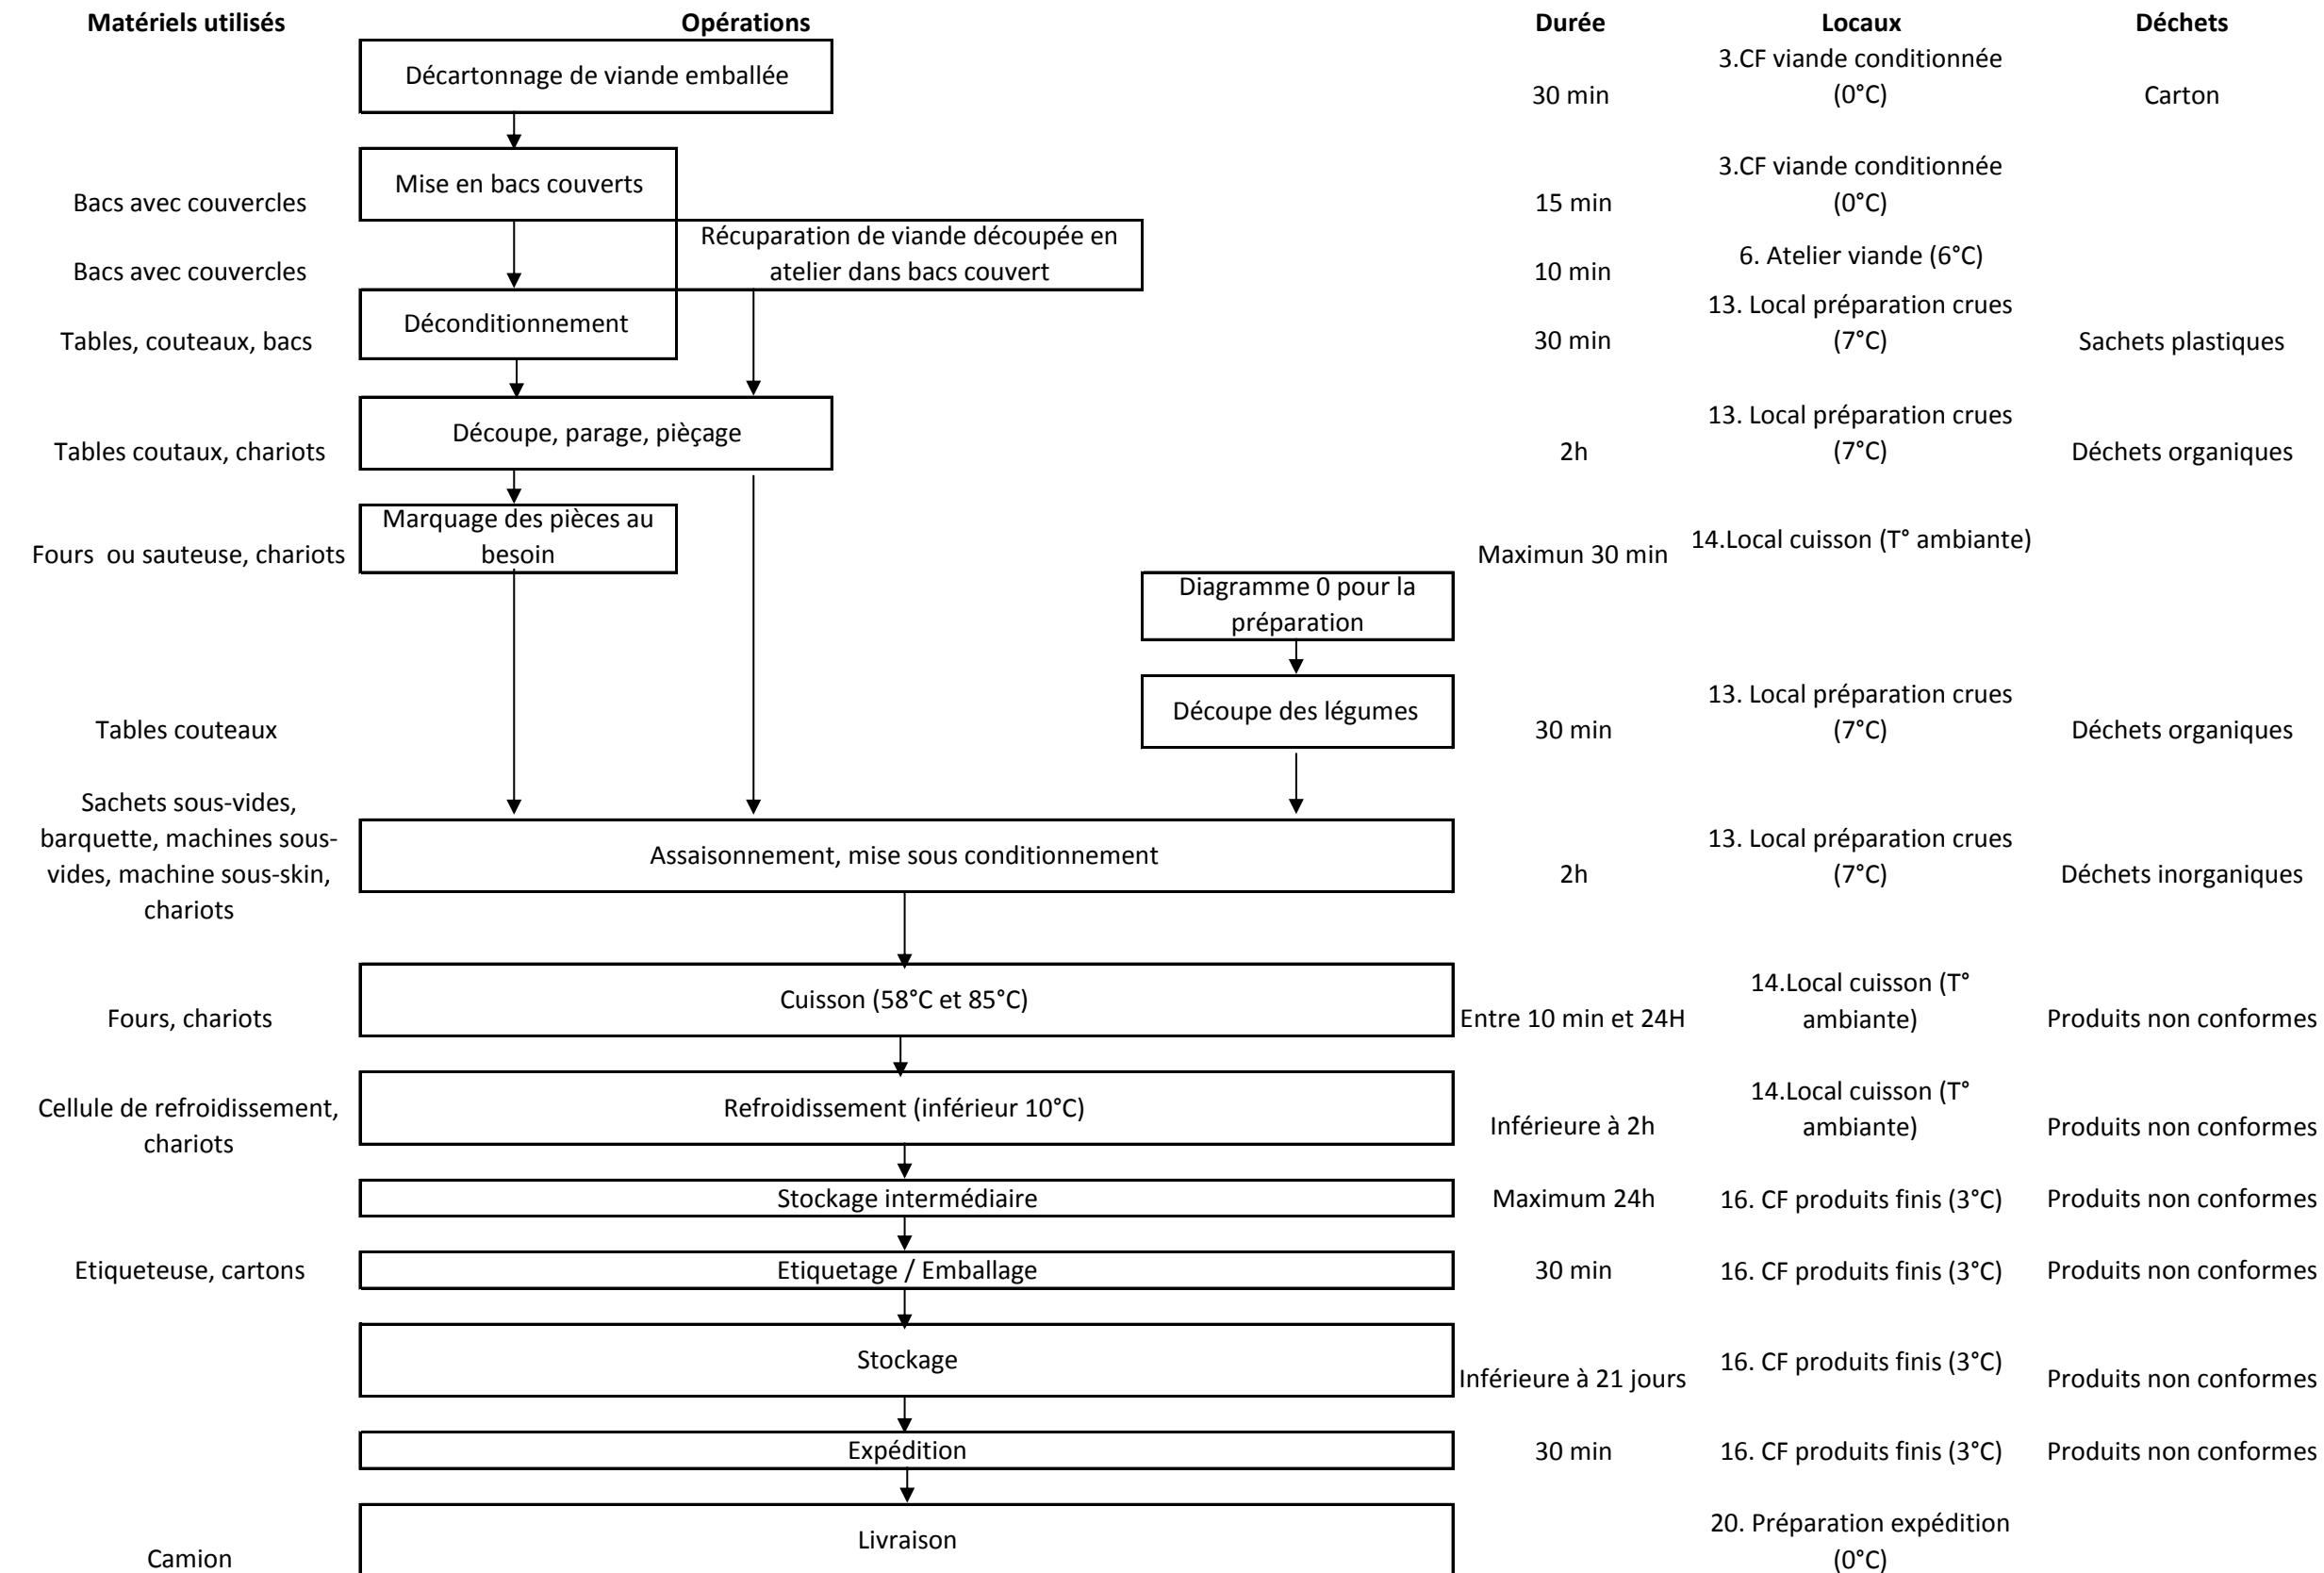 Matériels utilisés
Opérations
Durée
Locaux
Déchets
Décartonnage de viande emballée
30 min
3.CF viande conditionnée
(0°C)
Carton
Bacs avec couvercles
Mise en bacs couverts
15 min
3.CF viande conditionnée
(0°C)
Bacs avec couvercles
Récuparation de viande découpée en
atelier dans bacs couvert
10 min
6. Atelier viande (6°C)
Tables, couteaux, bacs
Déconditionnement
30 min
13. Local préparation crues
(7°C)
Sachets plastiques
Tables coutaux, chariots
Découpe, parage, pièçage
2h
13. Local préparation crues
(7°C)
Déchets organiques
Fours  ou sauteuse, chariots
Marquage des pièces au
besoin
Maximun 30 min
14.Local cuisson (T° ambiante)
Diagramme 0 pour la
préparation
Tables couteaux
Découpe des légumes
30 min
13. Local préparation crues
(7°C)
Déchets organiques
Sachets sous-vides,
barquette, machines sous-
vides, machine sous-skin,
chariots
Assaisonnement, mise sous conditionnement
2h
13. Local préparation crues
(7°C)
Déchets inorganiques
Fours, chariots
Cuisson (58°C et 85°C)
Entre 10 min et 24H
14.Local cuisson (T°
ambiante)
Produits non conformes
Cellule de refroidissement,
chariots
Refroidissement (inférieur 10°C)
Inférieure à 2h
14.Local cuisson (T°
ambiante)
Produits non conformes
Stockage intermédiaire
Maximum 24h
16. CF produits finis (3°C)
Produits non conformes
Etiqueteuse, cartons
Etiquetage / Emballage
30 min
16. CF produits finis (3°C)
Produits non conformes
Stockage
Inférieure à 21 jours
16. CF produits finis (3°C)
Produits non conformes
Expédition
30 min
16. CF produits finis (3°C)
Produits non conformes
Camion
Livraison
20. Préparation expédition
(0°C)